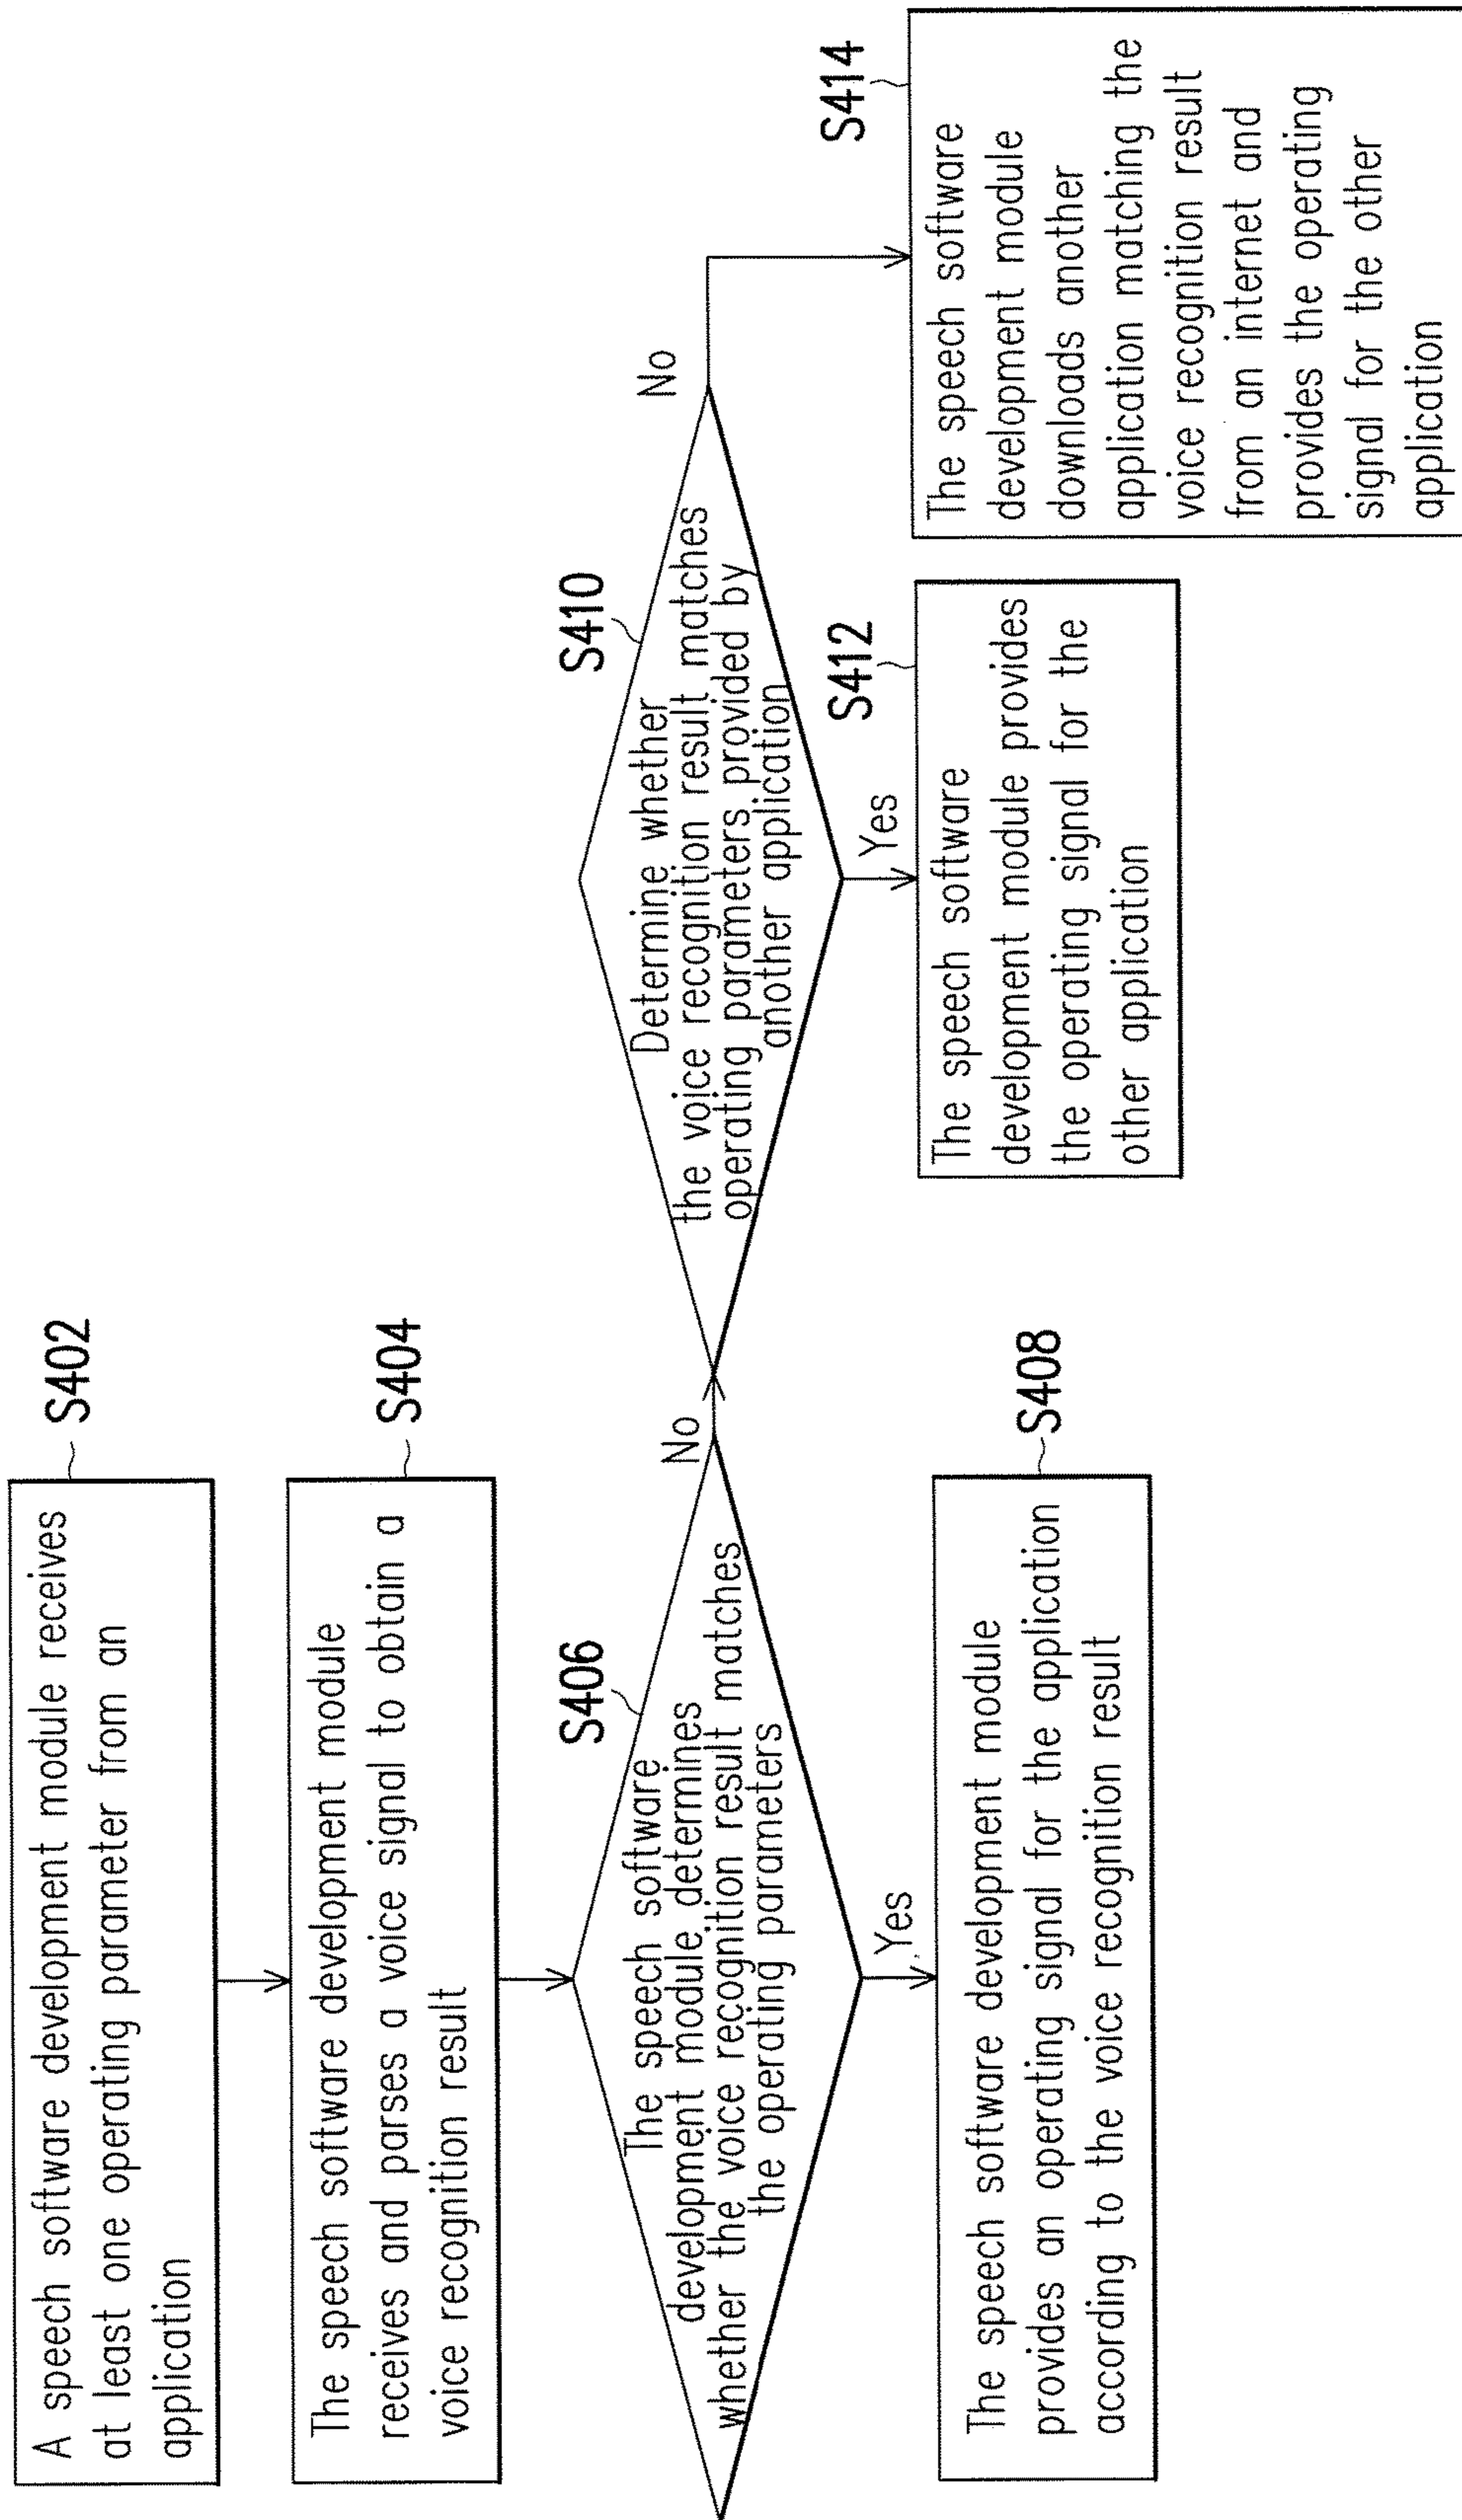 A speech software development module receives
at least one operating parameter from an
application
S402
The speech software development module
receives and parses a voice signal to obtain a
voice recognition result
S404
The speech software
development module determines
whether the voice recognition result matches
the operating parameters
S406
No
Yes
The speech software development module
provides an operating signal for the application
according to the voice recognition result
S408
Determine whether
the voice recognition result matches
operating parameters provided by
another application
S410
No
Yes
The speech software
development module provides
the operating signal for the
other application
S412
The speech software
development module
downloads another
application matching the
voice recognition result
from an internet and
provides the operating
signal for the other
application
S414